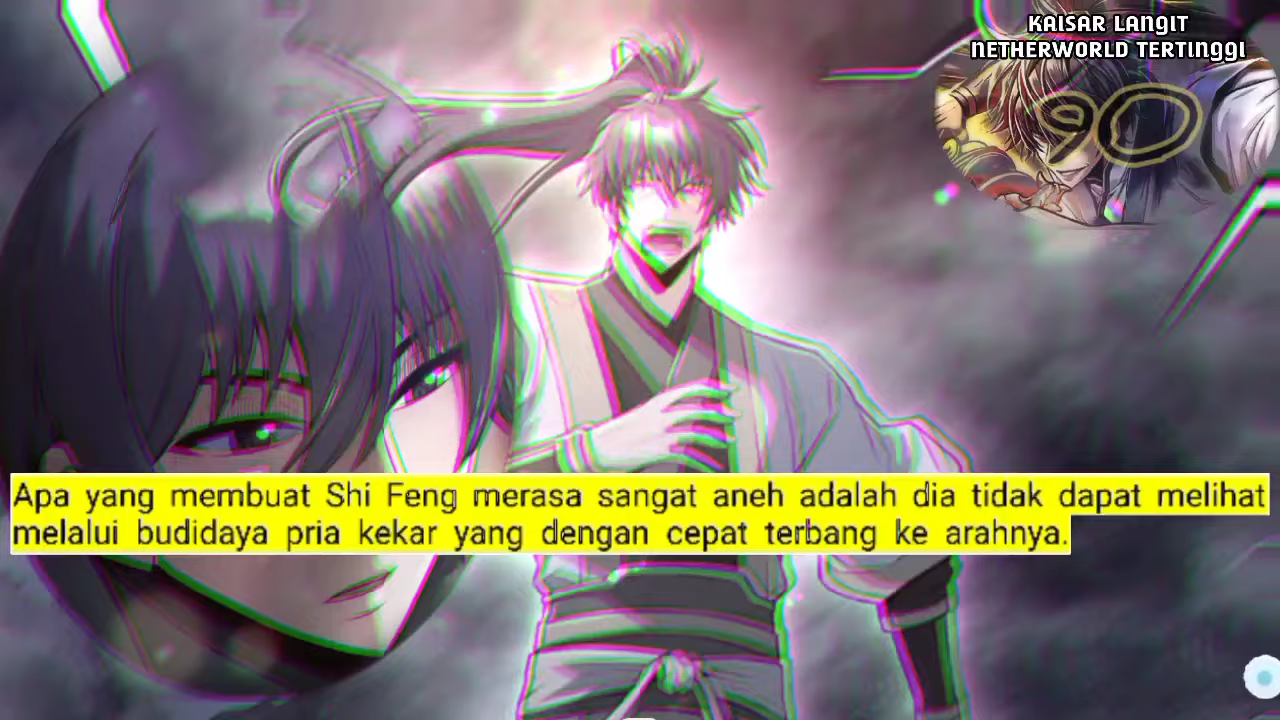 KAISAR LANGIT
NETHERWORLD TERTINGGI
90
Apa yang membuat Shi Feng merasa sangat aneh adalah dia tidak dapat melihat
melalui budidaya pria kekar yang dengan cepat terbang ke arahnya.